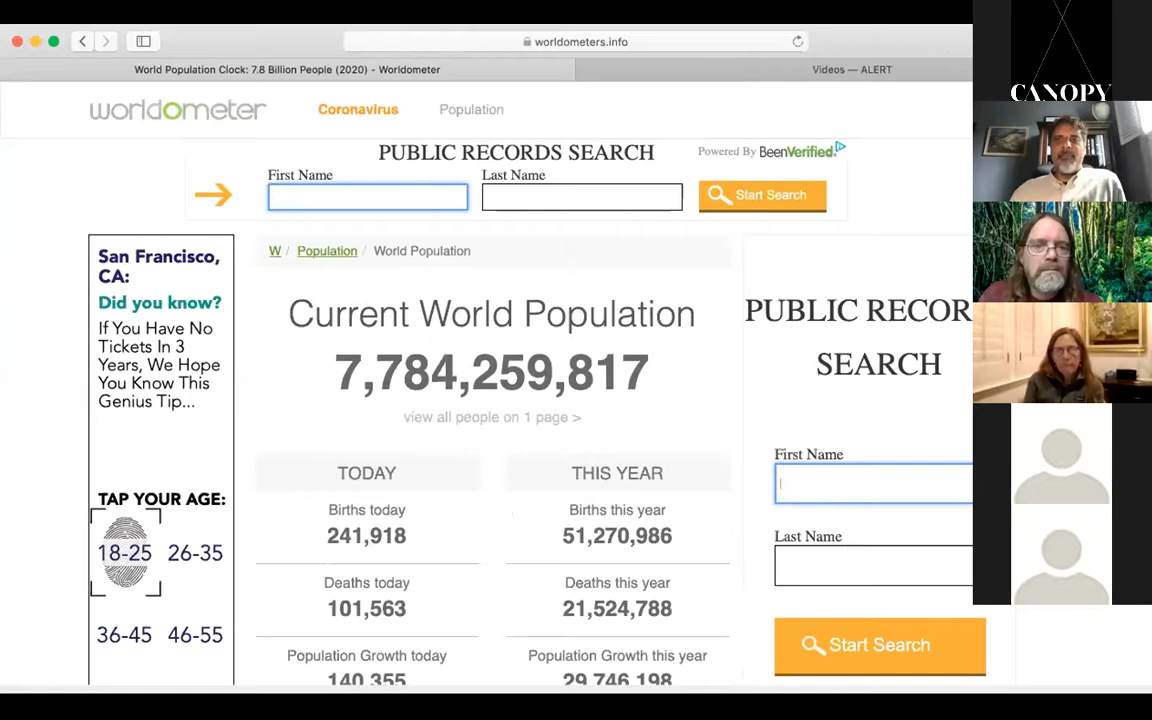 worldometers.info
World Population Clock: 7.8 Billion People (2020) - Worldometer
Videos — ALERT
CANOPY
worldometer
Coronavirus
Population
PUBLIC RECORDS SEARCH
Powered By BeenVerified.
First Name
Last Name
Start Search
San Francisco,
CA:
Did you know?
If You Have No
Tickets In 3
Years, We Hope
You Know This
Genius Tip...
TAP YOUR AGE:
18-25 26-35
36-45 46-55
W / Population / World Population
Current World Population
7,784,259,817
view all people on 1 page >
TODAY
Births today
241,918
Deaths today
101,563
Population Growth today
140,355
THIS YEAR
Births this year
51,270,986
Deaths this year
21,524,788
Population Growth this year
29,746,198
PUBLIC RECOR
SEARCH
First Name
Last Name
Start Search